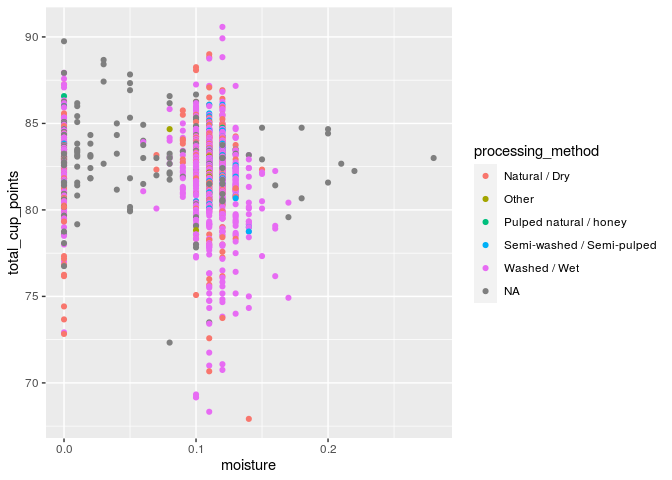 90
85
80
75
70
total_cup_points
0.0
0.1
0.2
moisture
processing_method
Natural / Dry
Other
Pulped natural / honey
Semi-washed / Semi-pulped
Washed / Wet
NA